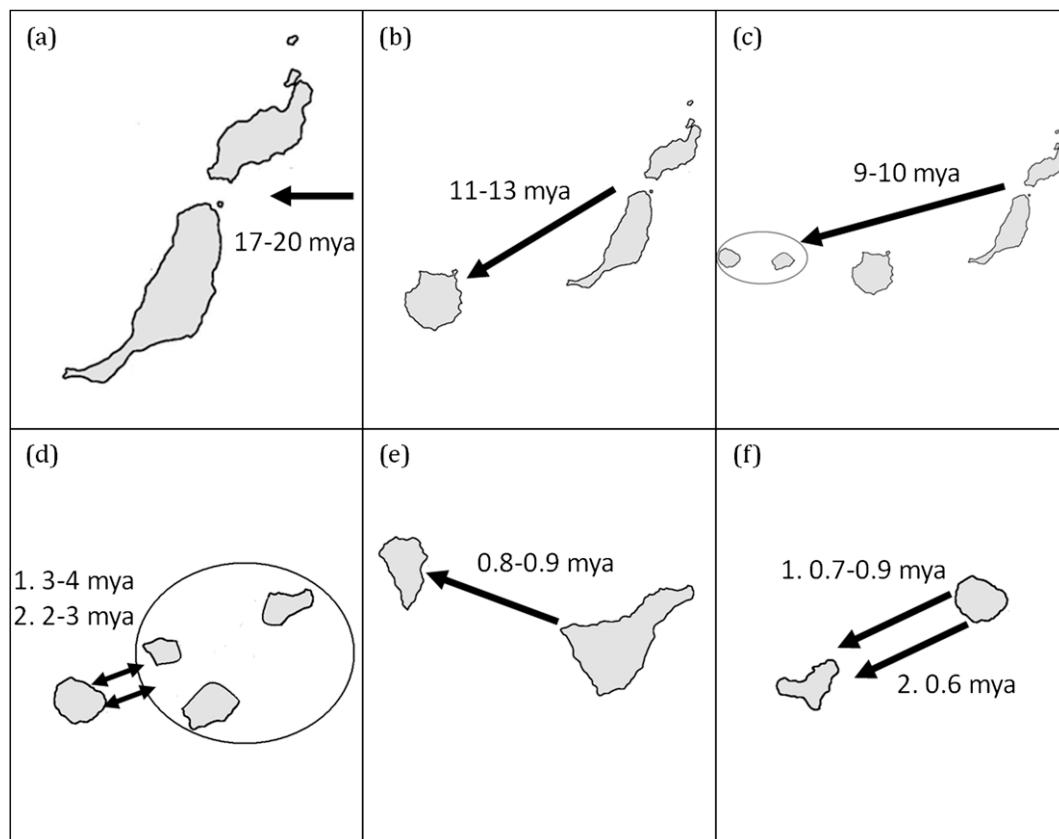 (a)
17-20 mya
(b)
11-13 mya
(c)
9-10 mya
(d)
1. 3-4 mya
2. 2-3 mya
(e)
0.8-0.9 mya
(f)
1. 0.7-0.9 mya
2. 0.6 mya